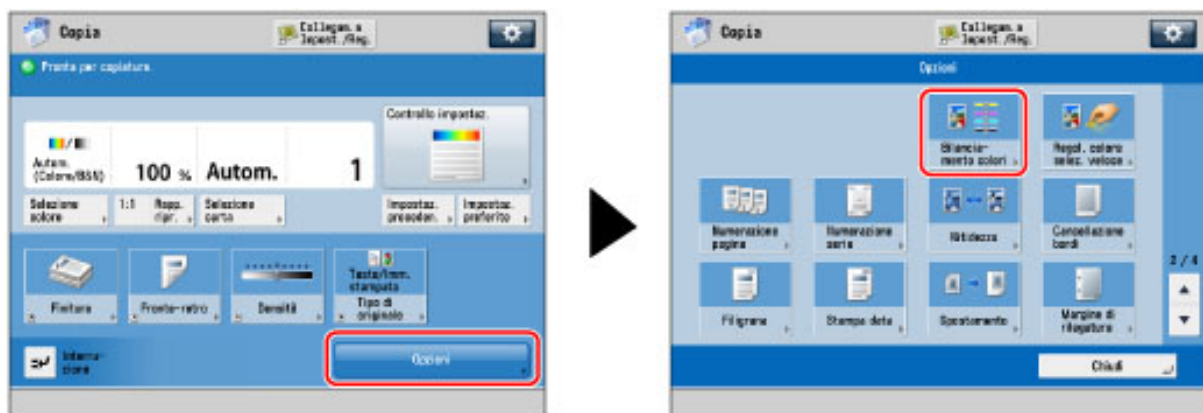 Copia
Collegam. a
Impost./Reg.
Pronta per copiatura.
Controllo impostaz.
Autom.
(Colore/B&N)
100 %
Autom.
1
Selezione
colore
1:1
Rapp.
ripr.
Selezione
carta
Impostaz.
preceden.
Impostaz.
preferito
Finitura
Fronte-retro
Densità
Testo/Imm.
stampata
Tipo di
originale
Interru-
zione
Opzioni
Copia
Collegam. a
Impost./Reg.
Opzioni
Bilancia-
mento colori
Regol. colore
selez. veloce
Numerazione
pagine
Numerazione
serie
Nitidezza
Cancellazione
bordi
2/4
Filigrana
Stampa data
Spostamento
Margine di
rilegatura
Chiudi